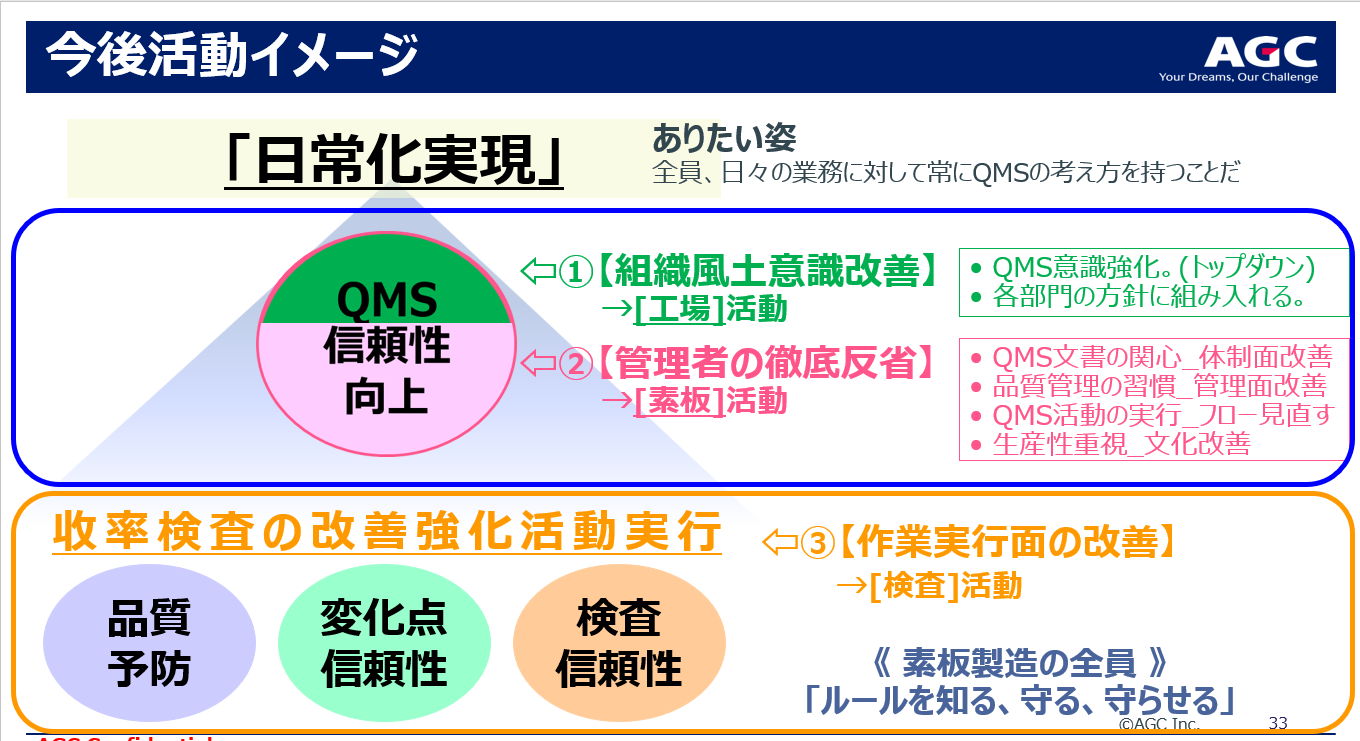 今後活動イメージ
AGC
Your Dreams, Our Challenge
「日常化実現」
ありたい姿
全員、日々の業務に対して常にQMSの考え方を持つことだ
QMS
信頼性
向上
⇦①【組織風土意識改善】
→[工場]活動
• QMS意識強化。(トップダウン)
• 各部門の方針に組み入れる。
⇦②【管理者の徹底反省】
→[素板]活動
• QMS文書の関心_体制面改善
• 品質管理の習慣_管理面改善
• QMS活動の実行_フロー見直す
• 生産性重視_文化改善
収率検査の改善強化活動実行
⇦③【作業実行面の改善】
→[検査]活動
品質
予防
変化点
信頼性
検査
信頼性
《 素板製造の全員 》
「ルールを知る、守る、守らせる」
©AGC Inc.
33
AGC Confidential